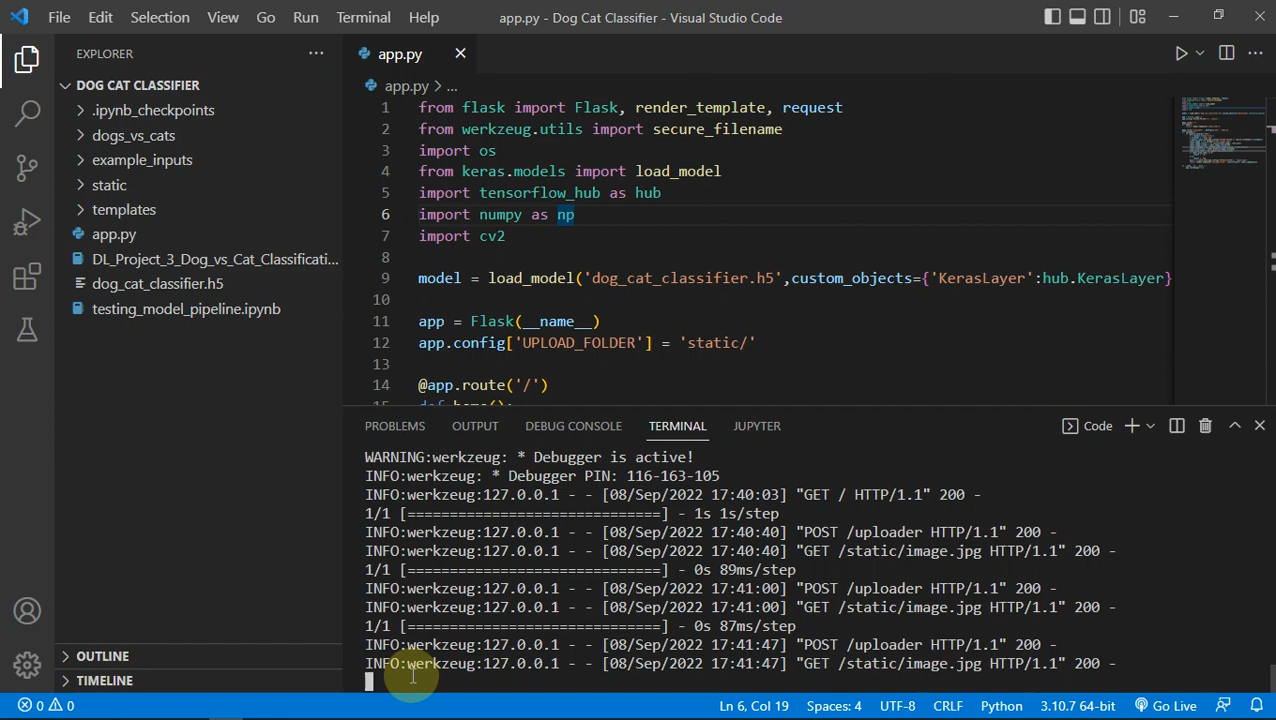 File Edit Selection View Go Run Terminal Help app.py - Dog Cat Classifier - Visual Studio Code
EXPLORER
DOG CAT CLASSIFIER
.ipynb_checkpoints
dogs_vs_cats
example_inputs
static
templates
app.py
DL_Project_3_Dog_vs_Cat_Classificati...
dog_cat_classifier.h5
testing_model_pipeline.ipynb
OUTLINE
TIMELINE
app.py
app.py > ...
1 from flask import Flask, render_template, request
2 from werkzeug.utils import secure_filename
3 import os
4 from keras.models import load_model
5 import tensorflow_hub as hub
6 import numpy as np
7 import cv2
8
9 model = load_model('dog_cat_classifier.h5',custom_objects={'KerasLayer':hub.KerasLayer}
10
11 app = Flask(__name__)
12 app.config['UPLOAD_FOLDER'] = 'static/'
13
14 @app.route('/')
15 def home():
PROBLEMS OUTPUT DEBUG CONSOLE TERMINAL JUPYTER Code
WARNING:werkzeug: * Debugger is active!
INFO:werkzeug: * Debugger PIN: 116-163-105
INFO:werkzeug:127.0.0.1 - - [08/Sep/2022 17:40:03] "GET / HTTP/1.1" 200 -
1/1 [==============================] - 1s 1s/step
INFO:werkzeug:127.0.0.1 - - [08/Sep/2022 17:40:40] "POST /uploader HTTP/1.1" 200 -
INFO:werkzeug:127.0.0.1 - - [08/Sep/2022 17:40:40] "GET /static/image.jpg HTTP/1.1" 200 -
1/1 [==============================] - 0s 89ms/step
INFO:werkzeug:127.0.0.1 - - [08/Sep/2022 17:41:00] "POST /uploader HTTP/1.1" 200 -
INFO:werkzeug:127.0.0.1 - - [08/Sep/2022 17:41:00] "GET /static/image.jpg HTTP/1.1" 200 -
1/1 [==============================] - 0s 87ms/step
INFO:werkzeug:127.0.0.1 - - [08/Sep/2022 17:41:47] "POST /uploader HTTP/1.1" 200 -
INFO:werkzeug:127.0.0.1 - - [08/Sep/2022 17:41:47] "GET /static/image.jpg HTTP/1.1" 200 -
0 0 Ln 6, Col 19 Spaces: 4 UTF-8 CRLF Python 3.10.7 64-bit Go Live